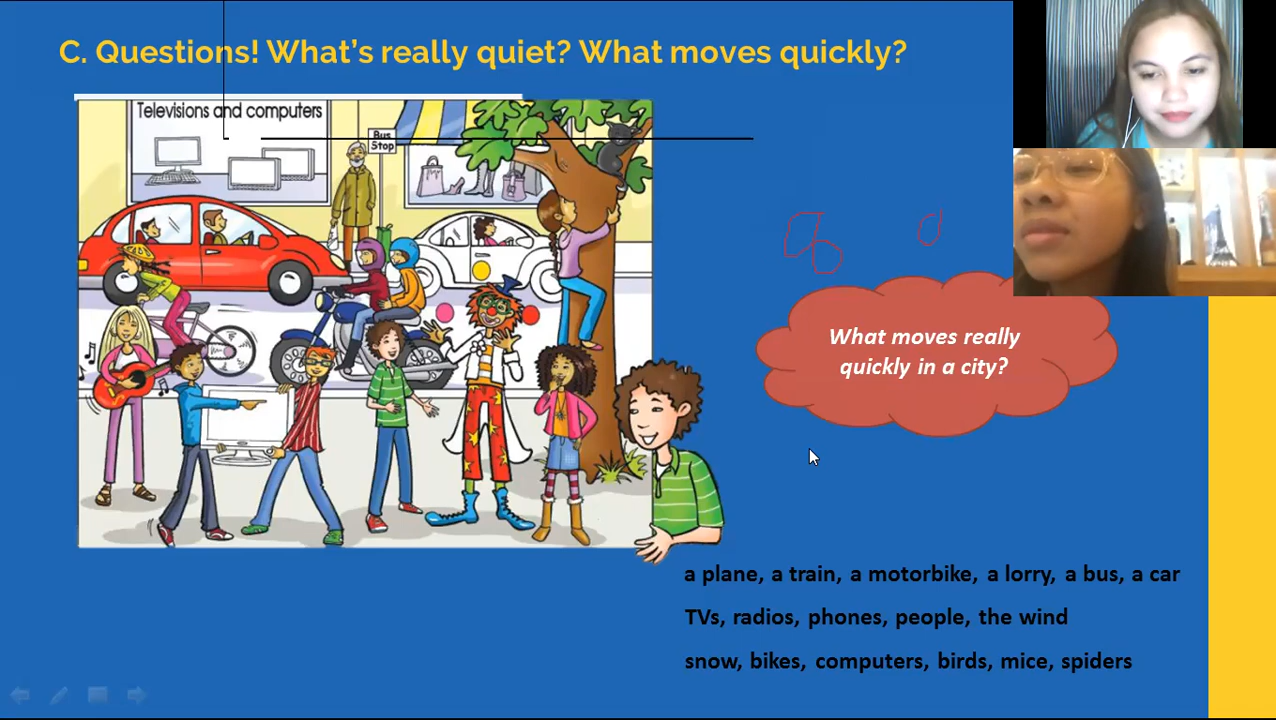 C. Questions! What's really quiet? What moves quickly?
Televisions and computers
Bus
Stop
What moves really
quickly in a city?
a plane, a train, a motorbike, a lorry, a bus, a car
TVs, radios, phones, people, the wind
snow, bikes, computers, birds, mice, spiders